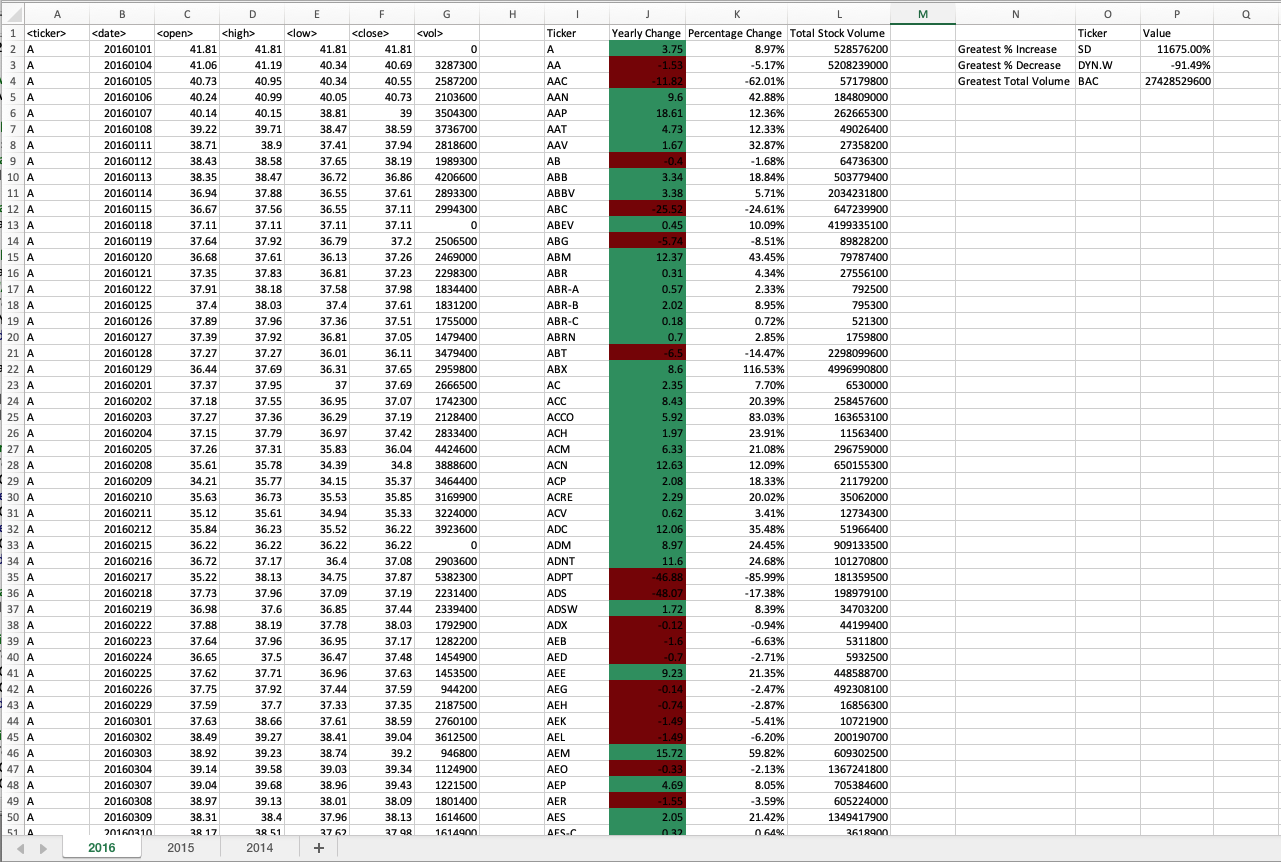 A B C D E F G H I J K L M N O P Q
1 <ticker> <date> <open> <high> <low> <close> <vol> Ticker Yearly Change Percentage Change Total Stock Volume Ticker Value
2 A 20160101 41.81 41.81 41.81 41.81 0 A 3.75 8.97% 528576200 Greatest % Increase SD 11675.00%
3 A 20160104 41.06 41.19 40.34 40.69 3287300 AA -1.53 -5.17% 5208239000 Greatest % Decrease DYN.W -91.49%
4 A 20160105 40.73 40.95 40.34 40.55 2587200 AAC -11.82 -62.01% 57179800 Greatest Total Volume BAC 27428529600
5 A 20160106 40.24 40.99 40.05 40.73 2103600 AAN 9.6 42.88% 184809000
6 A 20160107 40.14 40.15 38.81 39 3504300 AAP 18.61 12.36% 262665300
7 A 20160108 39.22 39.71 38.47 38.59 3736700 AAT 4.73 12.33% 49026400
8 A 20160111 38.71 38.9 37.41 37.94 2818600 AAV 1.67 32.87% 27358200
9 A 20160112 38.43 38.58 37.65 38.19 1989300 AB -0.4 -1.68% 64736300
10 A 20160113 38.35 38.47 36.72 36.86 4206600 ABB 3.34 18.84% 503779400
11 A 20160114 36.94 37.88 36.55 37.61 2893300 ABBV 3.38 5.71% 2034231800
12 A 20160115 36.67 37.56 36.55 37.11 2994300 ABC -25.52 -24.61% 647239900
13 A 20160118 37.11 37.11 37.11 37.11 0 ABEV 0.45 10.09% 4199335100
14 A 20160119 37.64 37.92 36.79 37.2 2506500 ABG -5.74 -8.51% 89828200
15 A 20160120 36.68 37.61 36.13 37.26 2469000 ABM 12.37 43.45% 79787400
16 A 20160121 37.35 37.83 36.81 37.23 2298300 ABR 0.31 4.34% 27556100
17 A 20160122 37.91 38.18 37.58 37.98 1834400 ABR-A 0.57 2.33% 792500
18 A 20160125 37.4 38.03 37.4 37.61 1831200 ABR-B 2.02 8.95% 795300
19 A 20160126 37.89 37.96 37.36 37.51 1755000 ABR-C 0.18 0.72% 521300
20 A 20160127 37.39 37.92 36.81 37.05 1479400 ABRN 0.7 2.85% 1759800
21 A 20160128 37.27 37.27 36.01 36.11 3479400 ABT -6.5 -14.47% 2298099600
22 A 20160129 36.44 37.69 36.31 37.65 2959800 ABX 8.6 116.53% 4996990800
23 A 20160201 37.37 37.95 37 37.69 2666500 AC 2.35 7.70% 6530000
24 A 20160202 37.18 37.55 36.95 37.07 1742300 ACC 8.43 20.39% 258457600
25 A 20160203 37.27 37.36 36.29 37.19 2128400 ACCO 5.92 83.03% 163653100
26 A 20160204 37.15 37.79 36.97 37.42 2833400 ACH 1.97 23.91% 11563400
27 A 20160205 37.26 37.31 35.83 36.04 4424600 ACM 6.33 21.08% 296759000
28 A 20160208 35.61 35.78 34.39 34.8 3888600 ACN 12.63 12.09% 650155300
29 A 20160209 34.21 35.77 34.15 35.37 3464400 ACP 2.08 18.33% 21179200
30 A 20160210 35.63 36.73 35.53 35.85 3169900 ACRE 2.29 20.02% 35062000
31 A 20160211 35.12 35.61 34.94 35.33 3224000 ACV 0.62 3.41% 12734300
32 A 20160212 35.84 36.23 35.52 36.22 3923600 ADC 12.06 35.48% 51966400
33 A 20160215 36.22 36.22 36.22 36.22 0 ADM 8.97 24.45% 909133500
34 A 20160216 36.72 37.17 36.4 37.08 2903600 ADNT 11.6 24.68% 101270800
35 A 20160217 35.22 38.13 34.75 37.87 5382300 ADPT -46.88 -85.99% 181359500
36 A 20160218 37.73 37.96 37.09 37.19 2231400 ADS -48.07 -17.38% 198979100
37 A 20160219 36.98 37.6 36.85 37.44 2339400 ADSW 1.72 8.39% 34703200
38 A 20160222 37.88 38.19 37.78 38.03 1792900 ADX -0.12 -0.94% 44199400
39 A 20160223 37.64 37.96 36.95 37.17 1282200 AEB -1.6 -6.63% 5311800
40 A 20160224 36.65 37.5 36.47 37.48 1454900 AED -0.7 -2.71% 5932500
41 A 20160225 37.62 37.71 36.96 37.63 1453500 AEE 9.23 21.35% 448588700
42 A 20160226 37.75 37.92 37.44 37.59 944200 AEG -0.14 -2.47% 492308100
43 A 20160229 37.59 37.7 37.33 37.35 2187500 AEH -0.74 -2.87% 16856300
44 A 20160301 37.63 38.66 37.61 38.59 2760100 AEK -1.49 -5.41% 10721900
45 A 20160302 38.49 39.27 38.41 39.04 3612500 AEL -1.49 -6.20% 200190700
46 A 20160303 38.92 39.23 38.74 39.2 946800 AEM 15.72 59.82% 609302500
47 A 20160304 39.14 39.58 39.03 39.34 1124900 AEO -0.33 -2.13% 1367241800
48 A 20160307 39.04 39.68 38.96 39.43 1221500 AEP 4.69 8.05% 705384600
49 A 20160308 38.97 39.13 38.01 38.09 1801400 AER -1.55 -3.59% 605224000
50 A 20160309 38.31 38.4 37.96 38.13 1614600 AES 2.05 21.42% 1349417900
51 A 20160310 38.17 38.51 37.62 37.98 1614900 AES-C 0.32 0.64% 3618900
2016 2015 2014 +